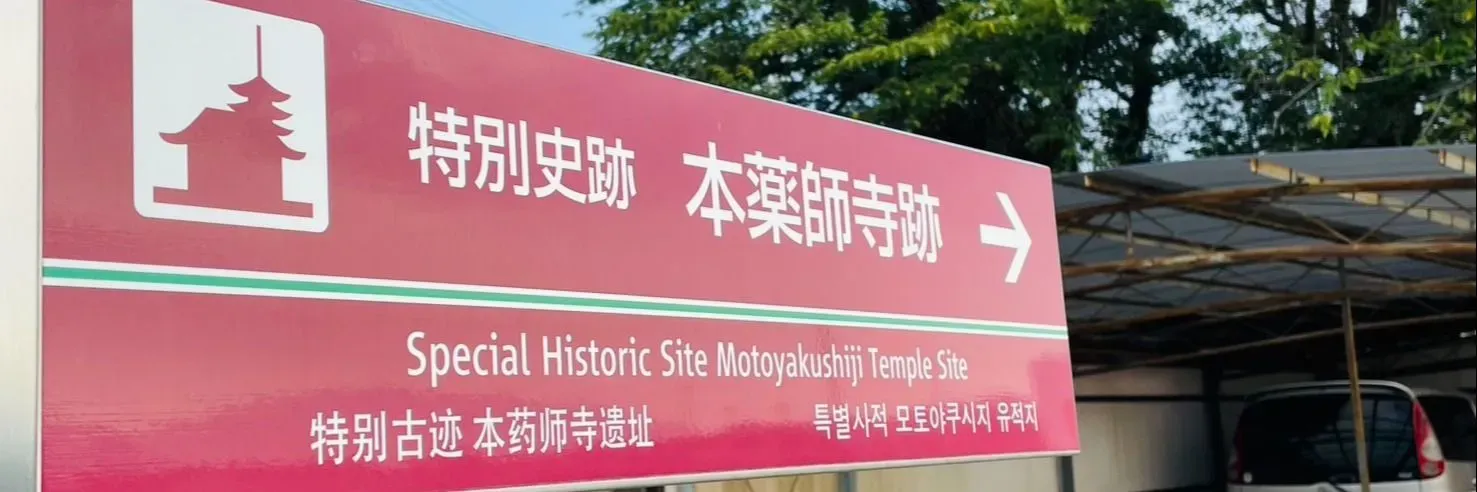 特別史跡 本薬師寺跡 →
Special Historic Site Motoyakushiji Temple Site
特别古迹 本药师寺遗址
특별사적 모토야쿠시지 유적지